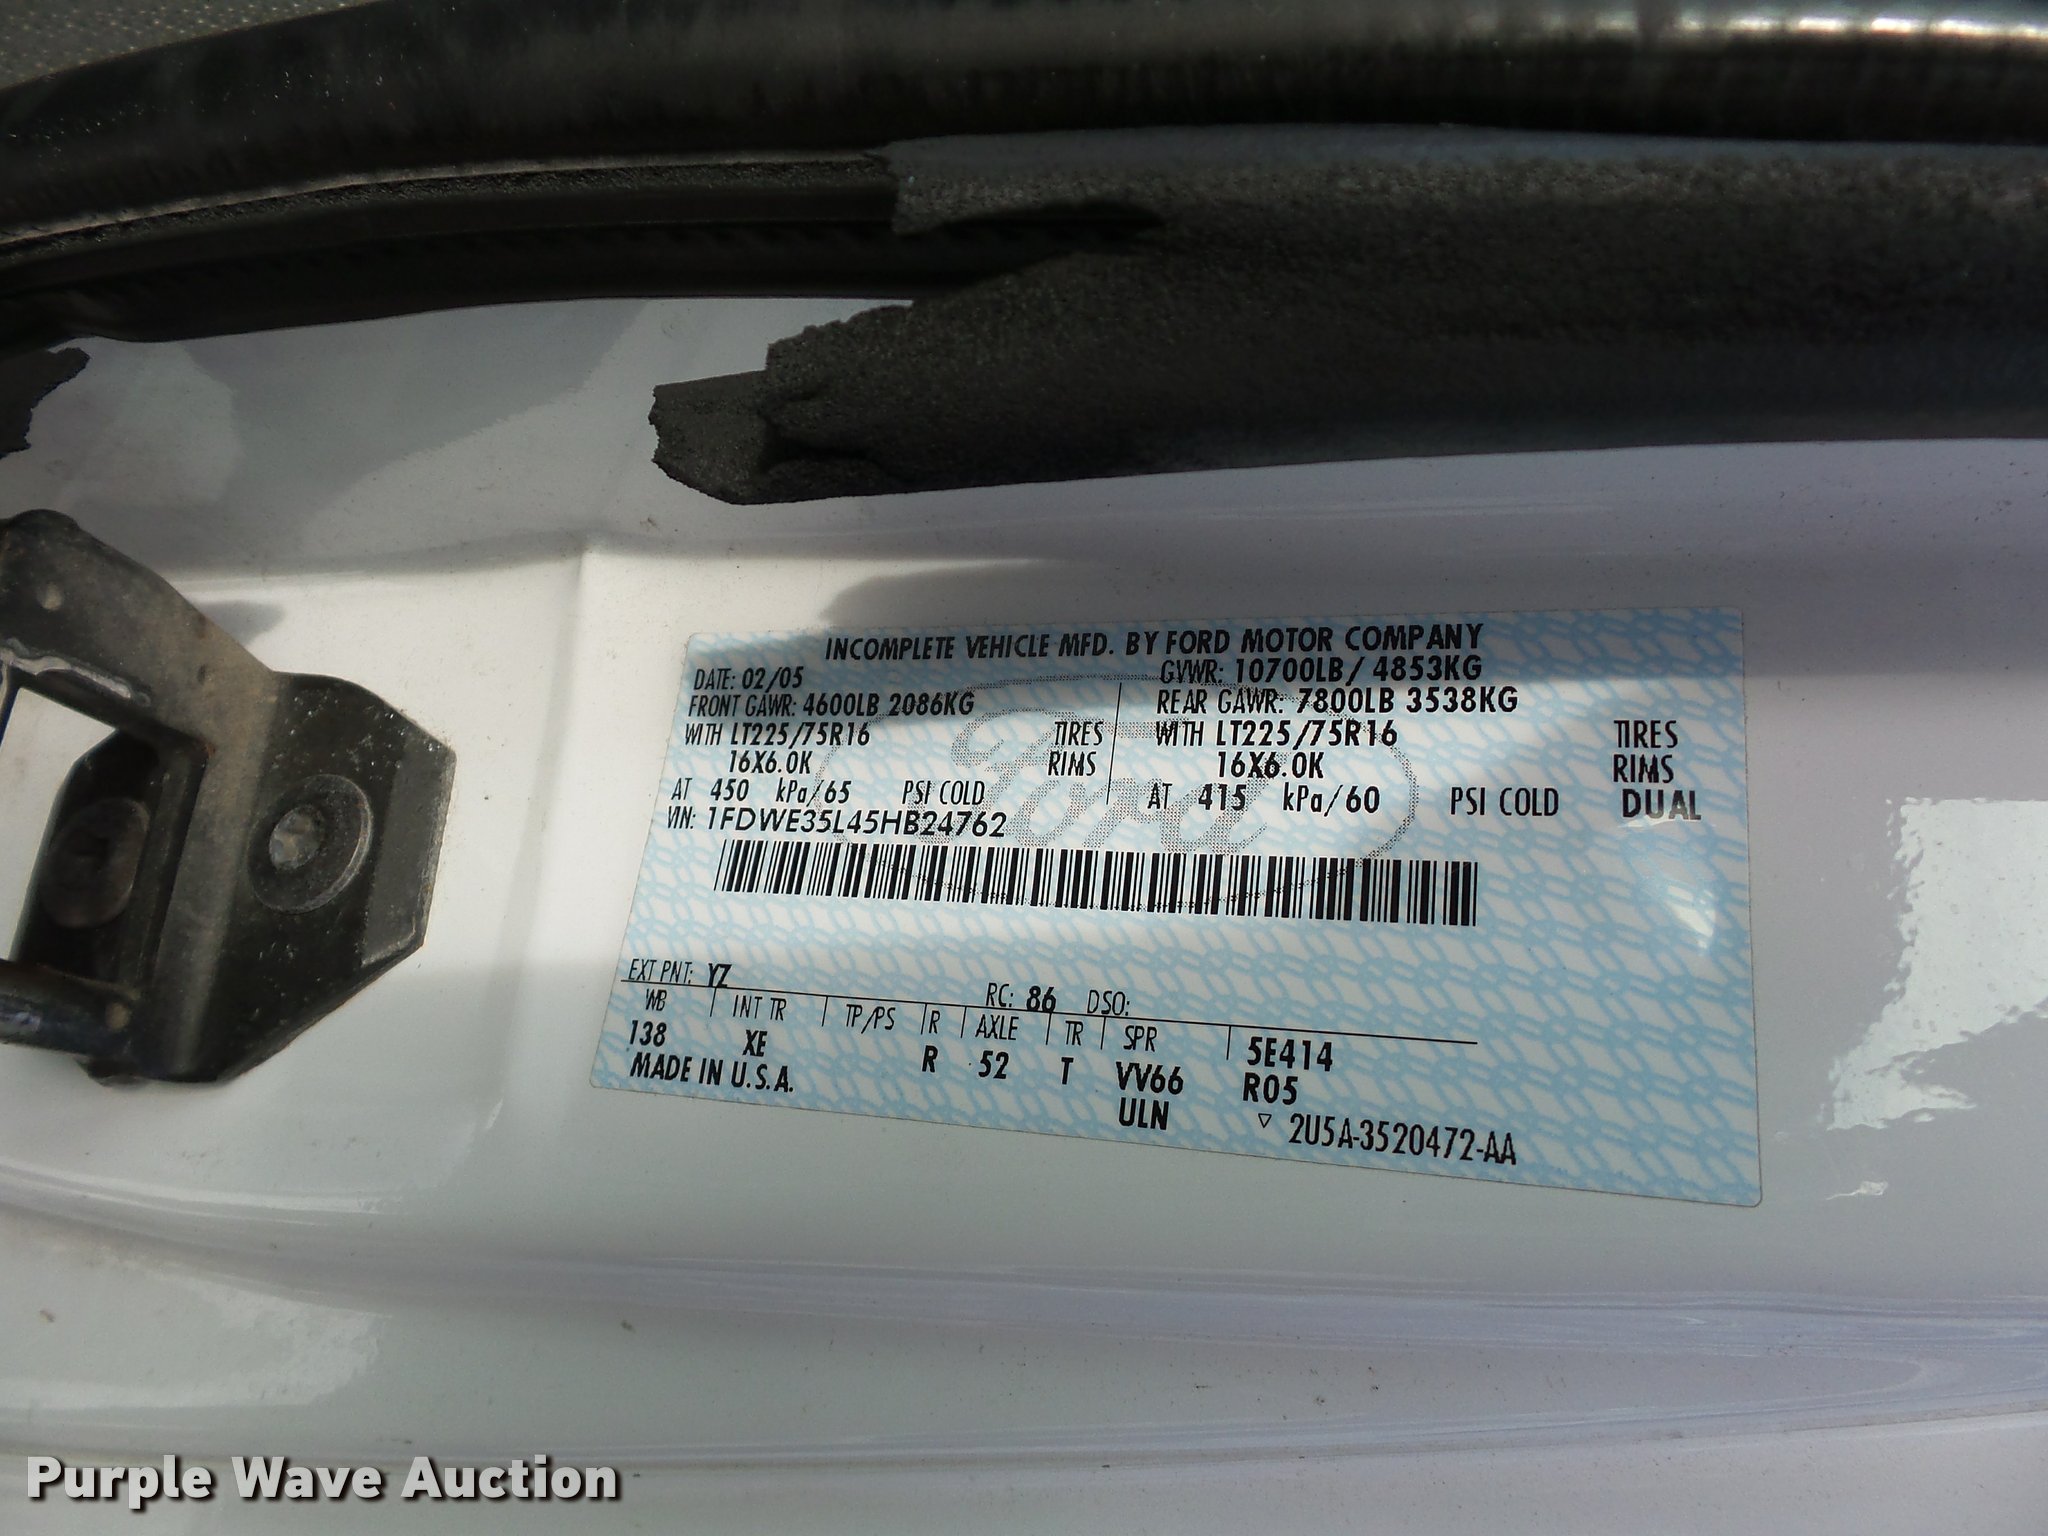 INCOMPLETE VEHICLE MFD. BY FORD MOTOR COMPANY
DATE: 02/05 GVWR: 10700LB/ 4853KG
FRONT GAWR: 4600LB 2086KG REAR GAWR: 7800LB 3538KG
WITH LT225/75R16 TIRES WITH LT225/75R16 TIRES
16X6.0K RIMS 16X6.0K RIMS
AT 450 kPa/65 PSI COLD AT 415 kPa/60 PSI COLD DUAL
VIN: 1FDWE35L45HB24762
Ford
EXT PNT: YZ RC: 86 DSO:
WB INT TR TP/PS R AXLE TR SPR 5E414
138 XE R 52 T VV66 R05
MADE IN U.S.A. ULN ▽ 2U5A-3520472-AA
Purple Wave Auction